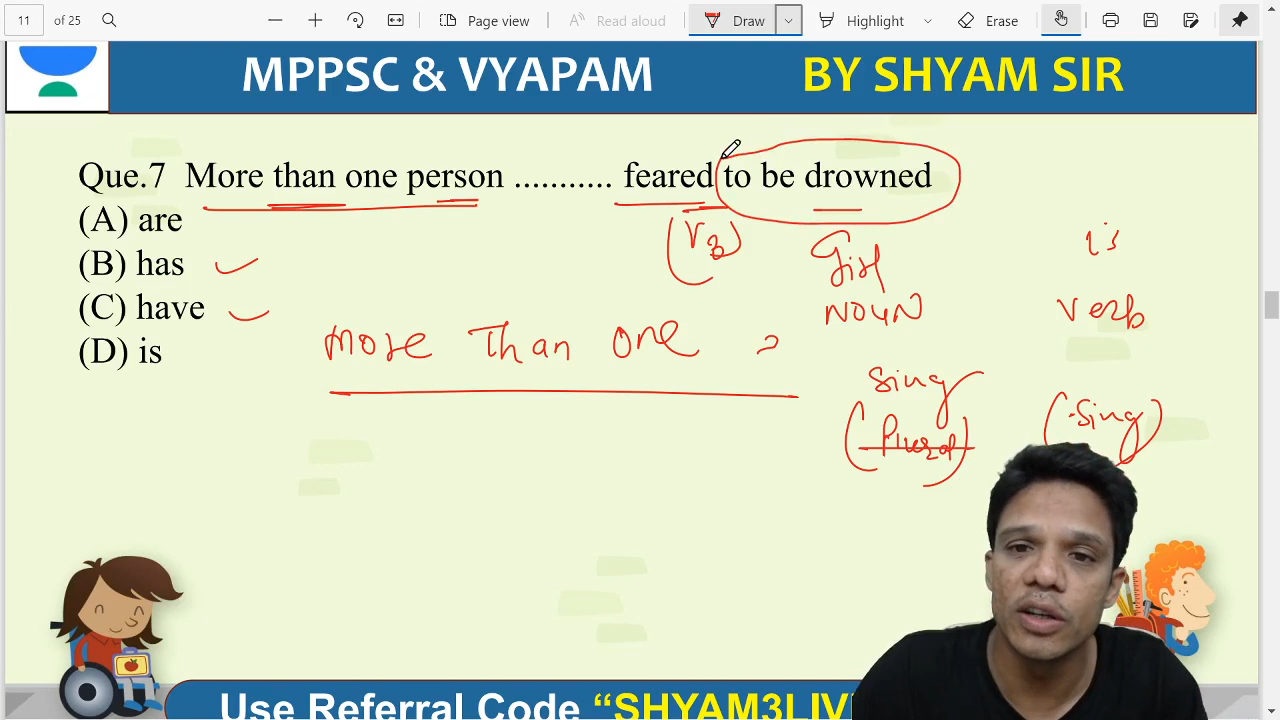 11 of 25 Page view Read aloud Draw Highlight Erase
MPPSC & VYAPAM BY SHYAM SIR
Que.7 More than one person ........... feared to be drowned
(A) are
(B) has
(C) have
(D) is
(V3)
Girl
is
NOUN
verb
More Than One
Sing
(Plural)
(Sing)
Use Referral Code “SHYAM3LIV